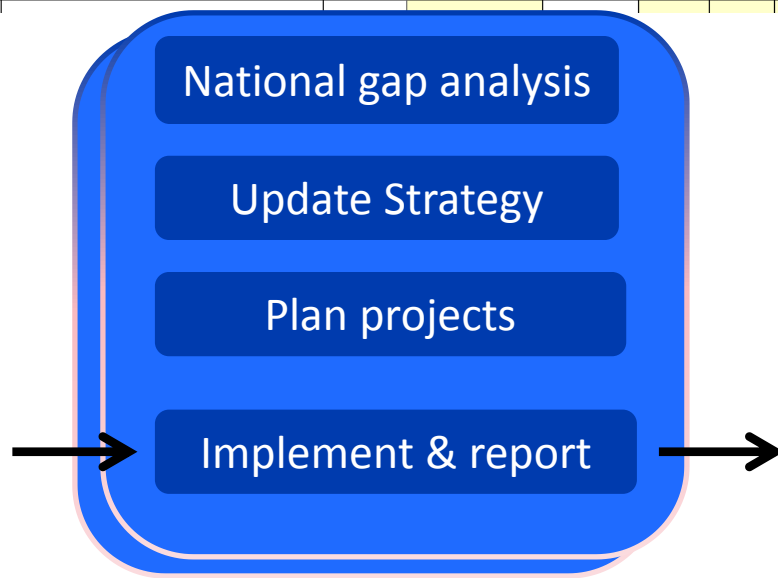 National gap analysis
Update Strategy
Plan projects
Implement & report